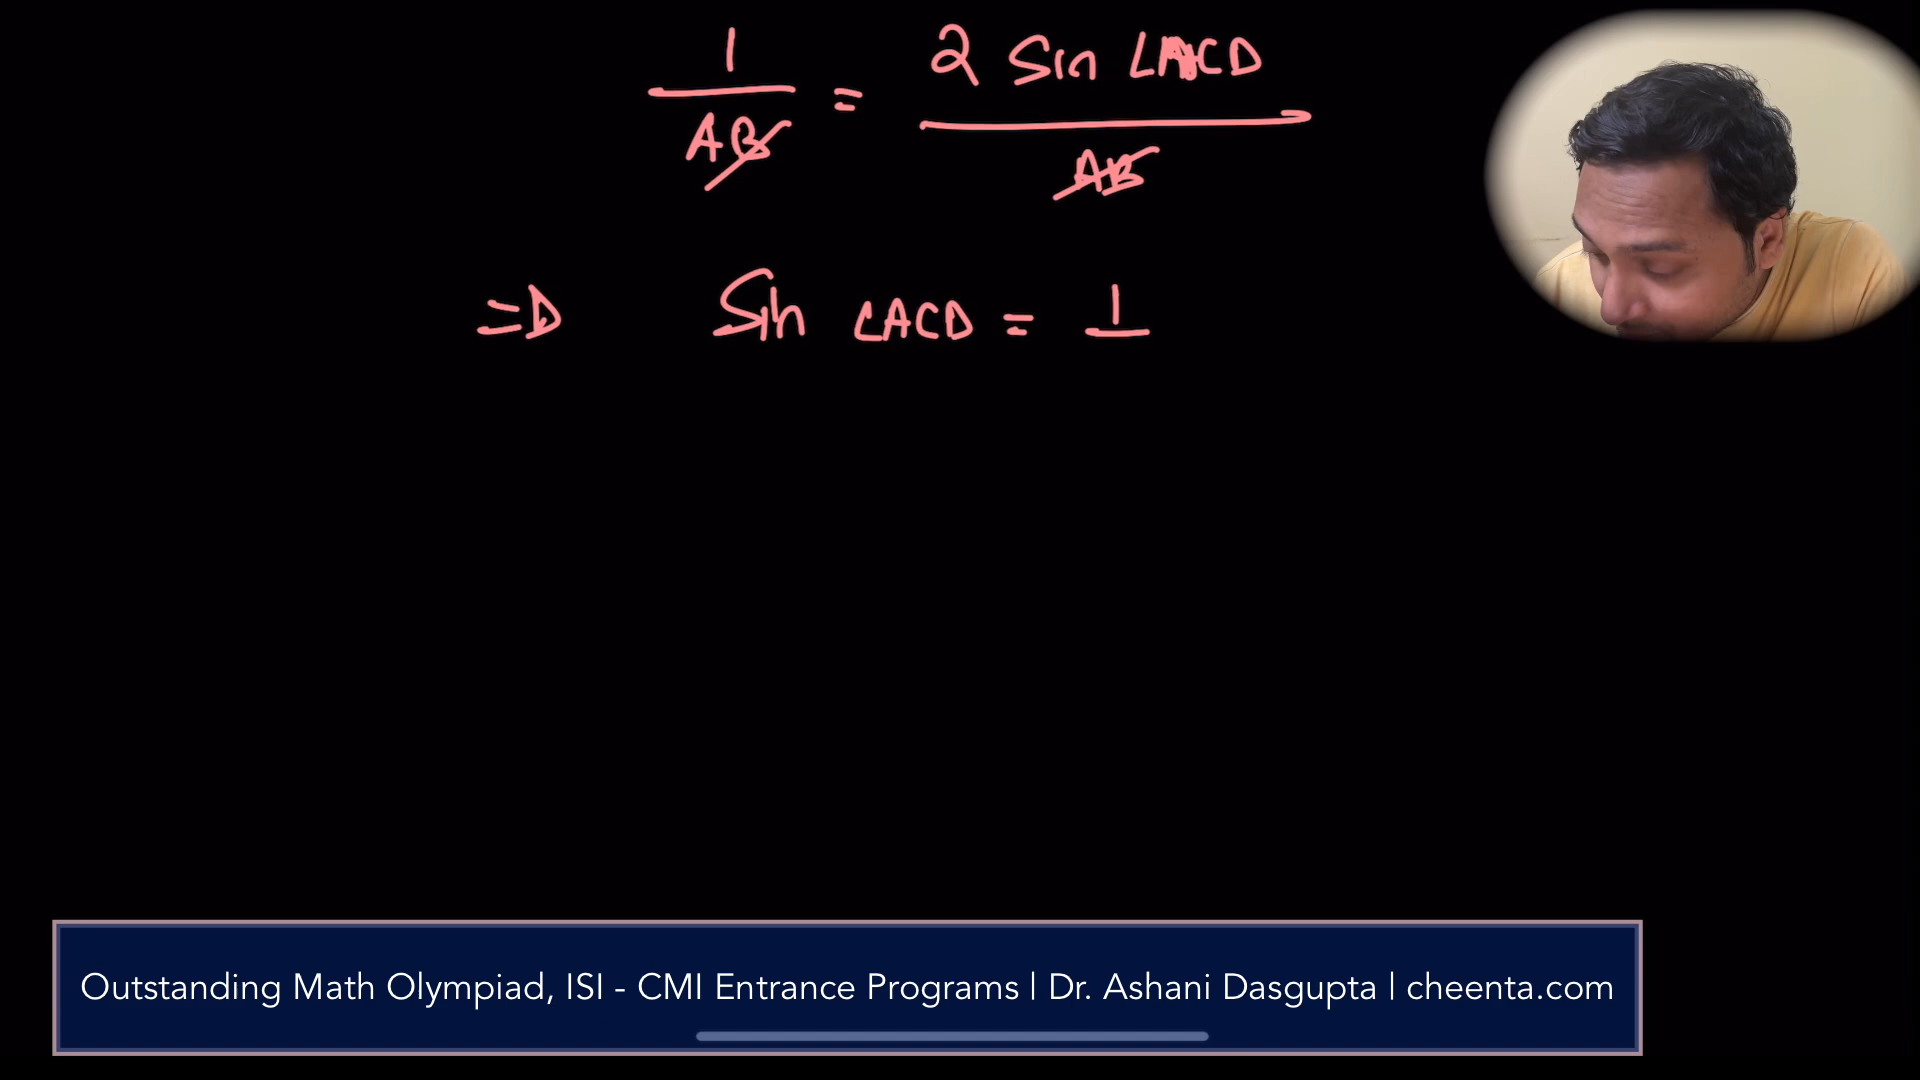 1/AB = 2 Sin ∠ACD/AB
⇒ Sin ∠ACD = 1
Outstanding Math Olympiad, ISI - CMI Entrance Programs | Dr. Ashani Dasgupta | cheenta.com